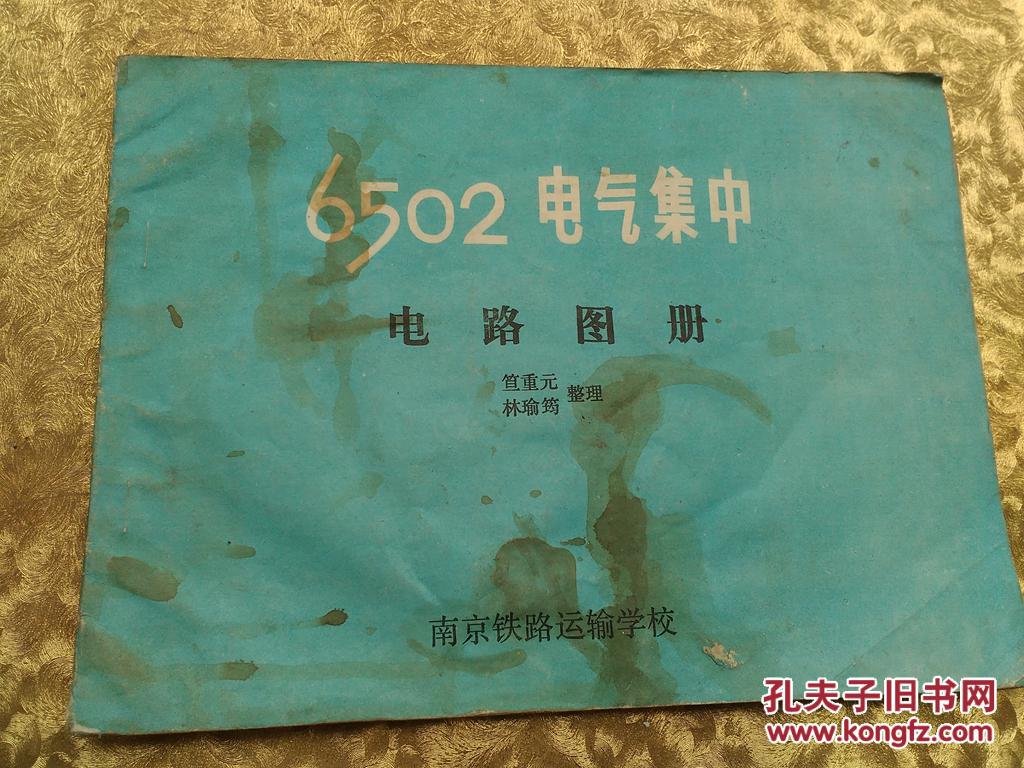 6502 电气集中
电路图册
笪重元
林瑜筠 整理
南京铁路运输学校
孔夫子旧书网
www.kongfz.com